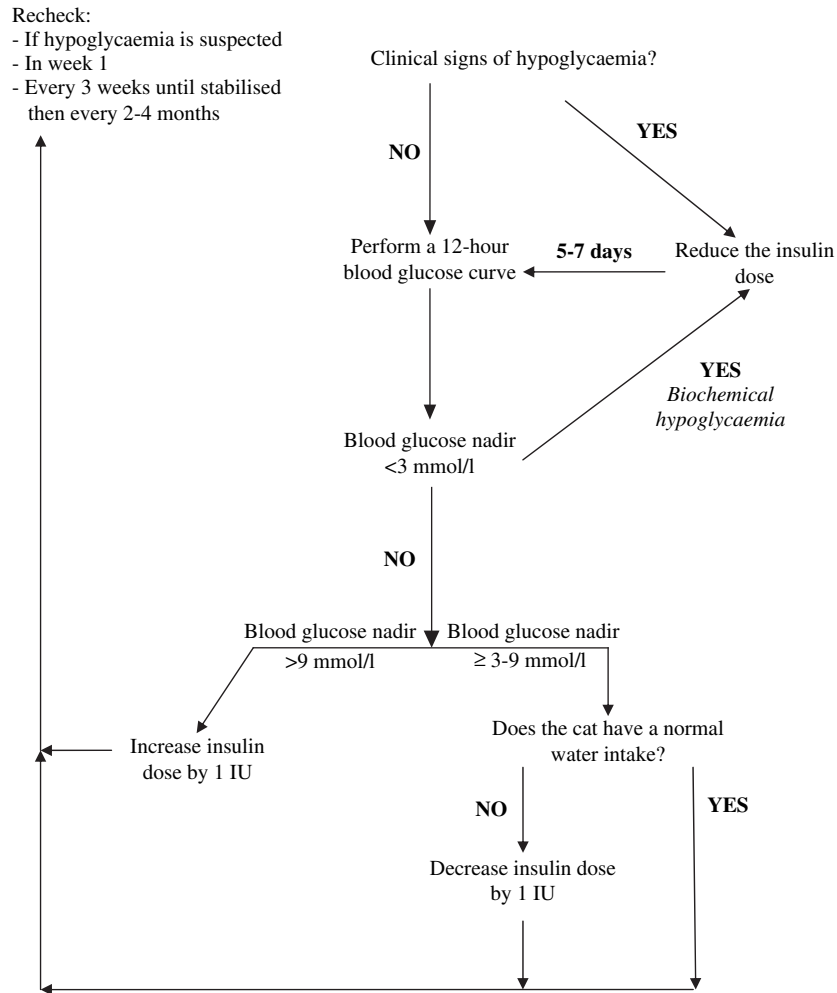 Recheck:
- If hypoglycaemia is suspected
- In week 1
- Every 3 weeks until stabilised
then every 2-4 months
Clinical signs of hypoglycaemia?
NO
YES
Perform a 12-hour
blood glucose curve
5-7 days
Reduce the insulin
dose
YES
Biochemical
hypoglycaemia
Blood glucose nadir
<3 mmol/l
NO
Blood glucose nadir
>9 mmol/l
Blood glucose nadir
≥ 3-9 mmol/l
Increase insulin
dose by 1 IU
Does the cat have a normal
water intake?
NO
YES
Decrease insulin dose
by 1 IU